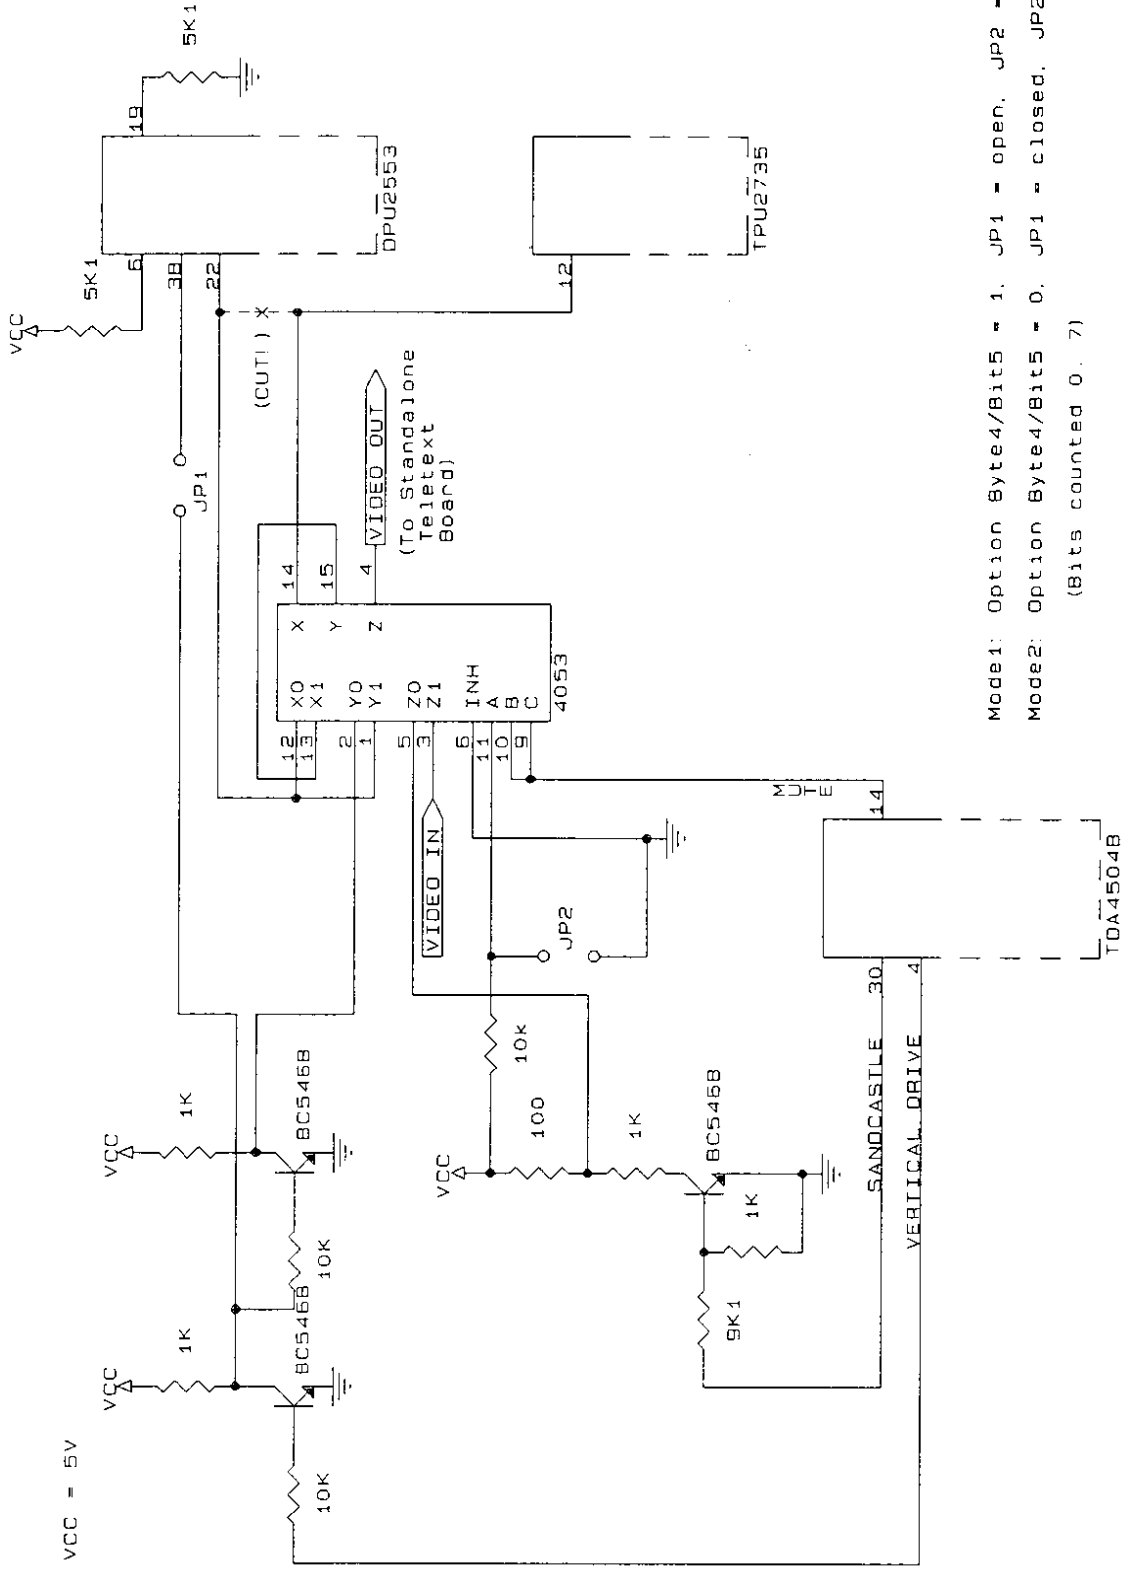 VCC
VCC = 5V
5K1
VCC
VCC
6
19
5K1
1K
1K
38
JP1
22
BC546B
BC546B
(CUT!)
10K
10K
DPU2553
12
X0
X
14
13
X1
2
Y0
Y
15
1
Y1
Z
4
VIDEO OUT
(To Standalone
Teletext
Board)
5
Z0
VIDEO IN
3
Z1
VCC
6
INH
11
A
10
B
9
C
4053
10K
JP2
100
1K
12
BC546B
9K1
1K
TPU2735
MUTE
SANDCASTLE
30
14
VERTICAL DRIVE
4
TDA4504B
Mode1: Option Byte4/Bit5 = 1, JP1 = open, JP2 =
Mode2: Option Byte4/Bit5 = 0, JP1 = closed, JP2
(Bits counted 0. 7)